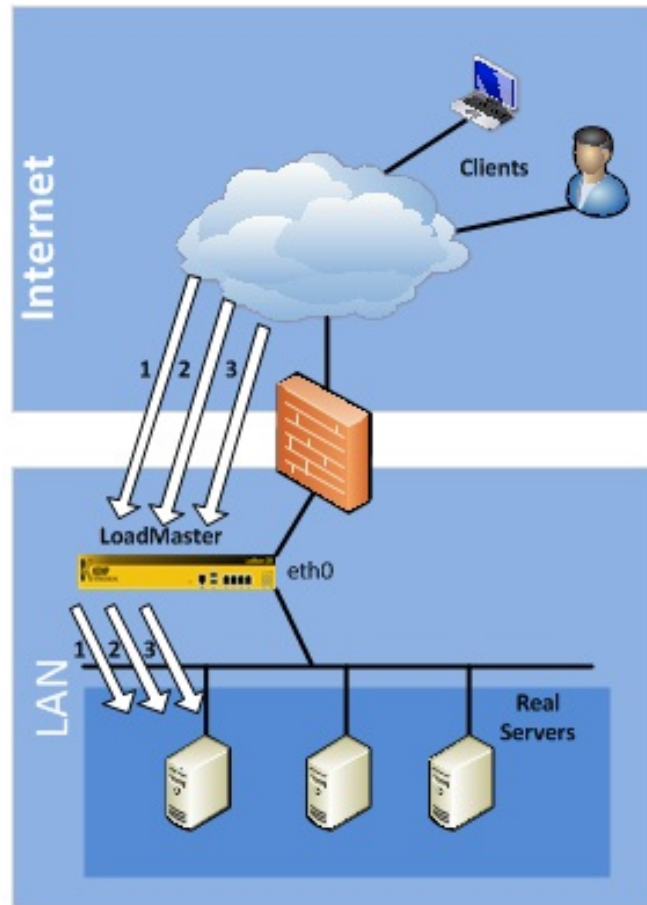 Internet
Clients
1
2
3
LoadMaster
eth0
1
2
3
LAN
Real
Servers